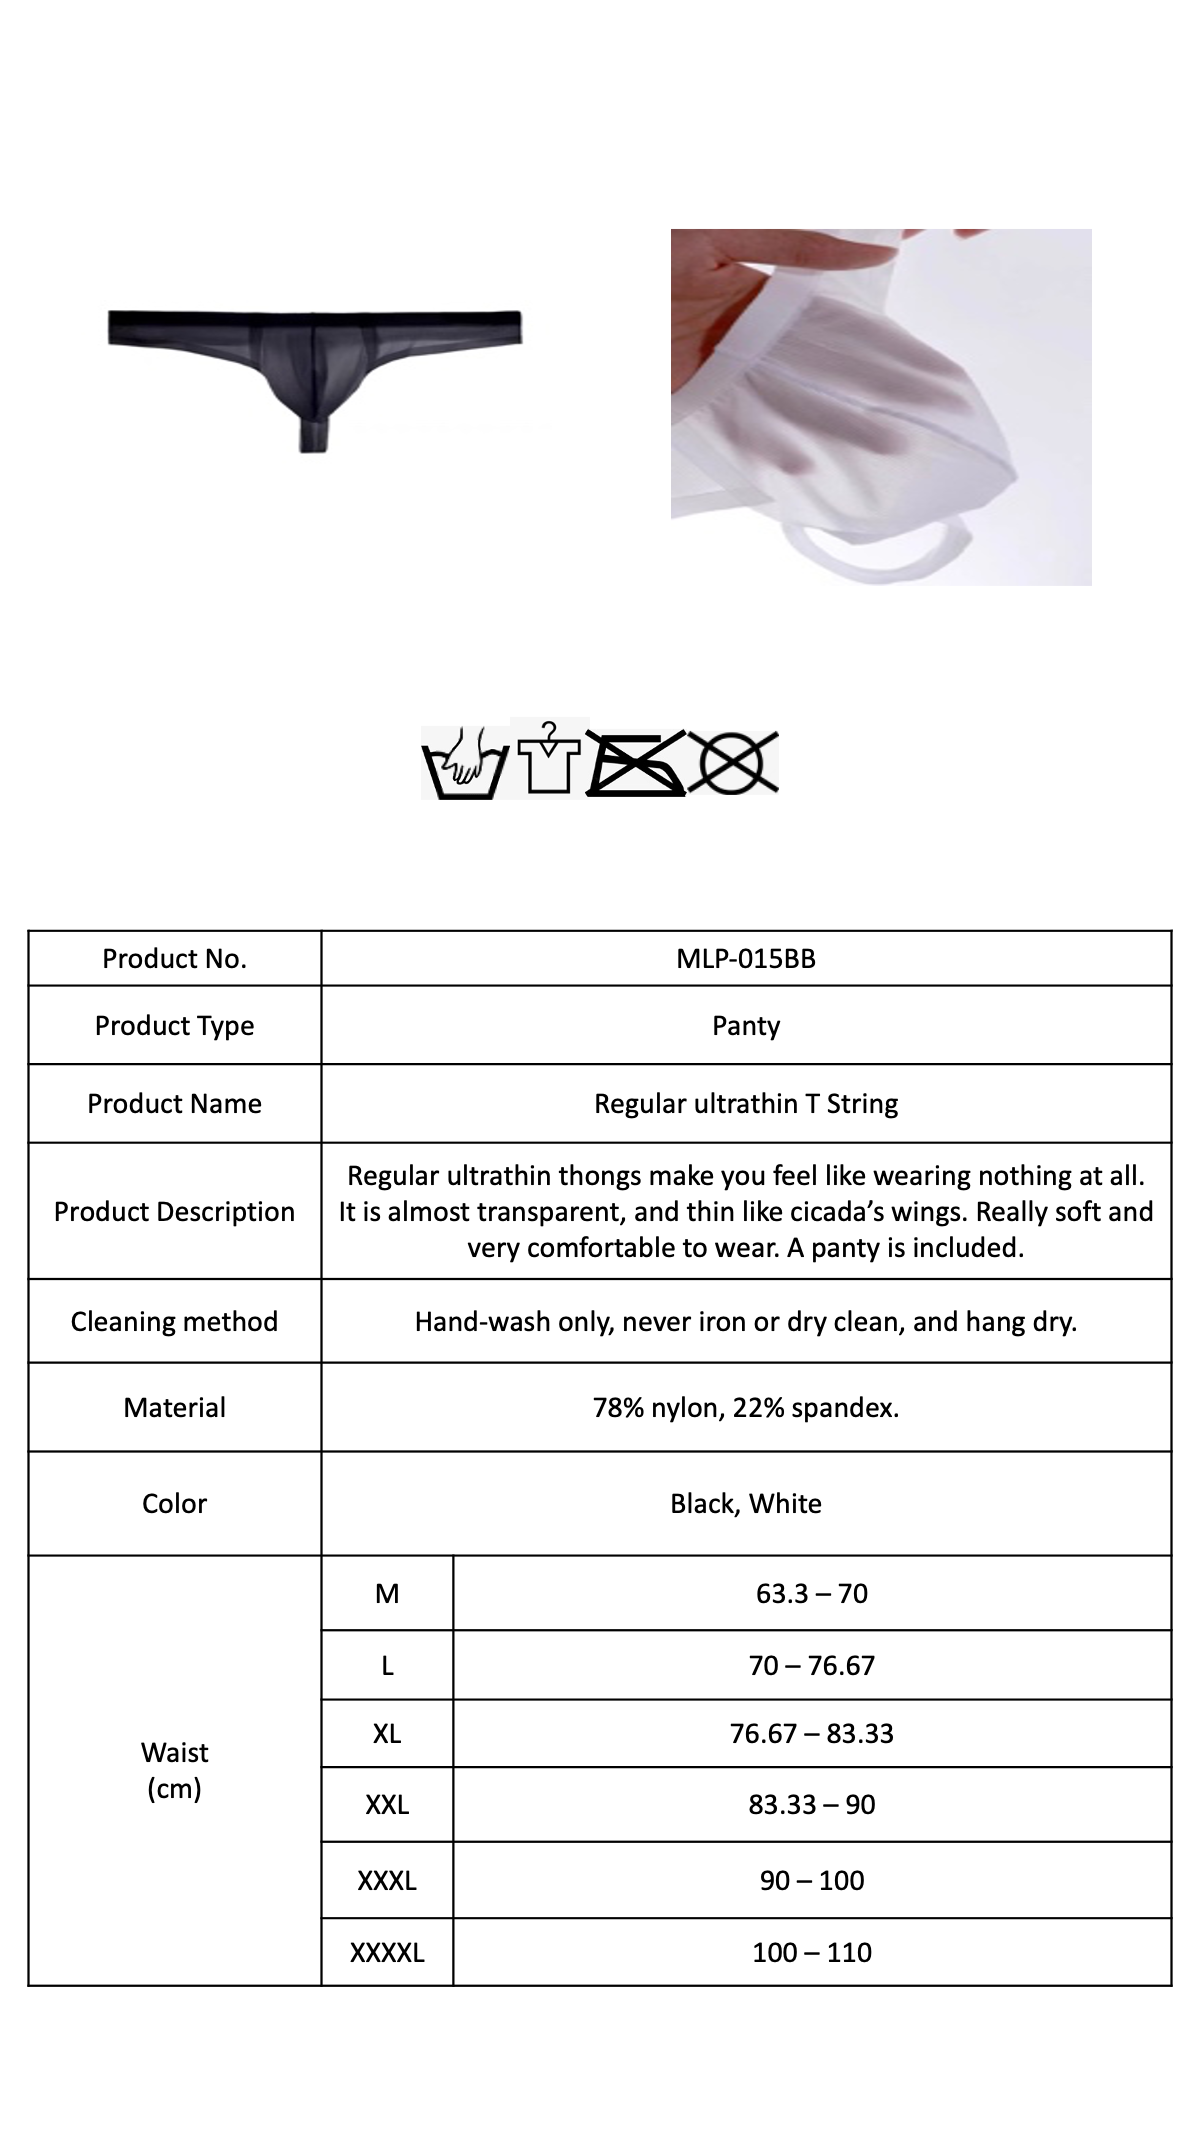 Product No.
MLP-015BB
Product Type
Panty
Product Name
Regular ultrathin T String
Product Description
Regular ultrathin thongs make you feel like wearing nothing at all.
It is almost transparent, and thin like cicada’s wings. Really soft and
very comfortable to wear. A panty is included.
Cleaning method
Hand-wash only, never iron or dry clean, and hang dry.
Material
78% nylon, 22% spandex.
Color
Black, White
Waist
(cm)
M
63.3 – 70
L
70 – 76.67
XL
76.67 – 83.33
XXL
83.33 – 90
XXXL
90 – 100
XXXXL
100 – 110